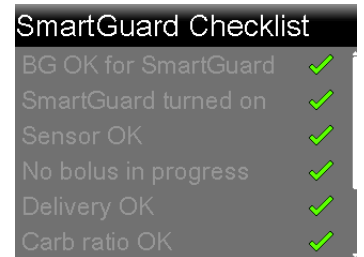 SmartGuard Checklist
BG OK for SmartGuard
SmartGuard turned on
Sensor OK
No bolus in progress
Delivery OK
Carb ratio OK